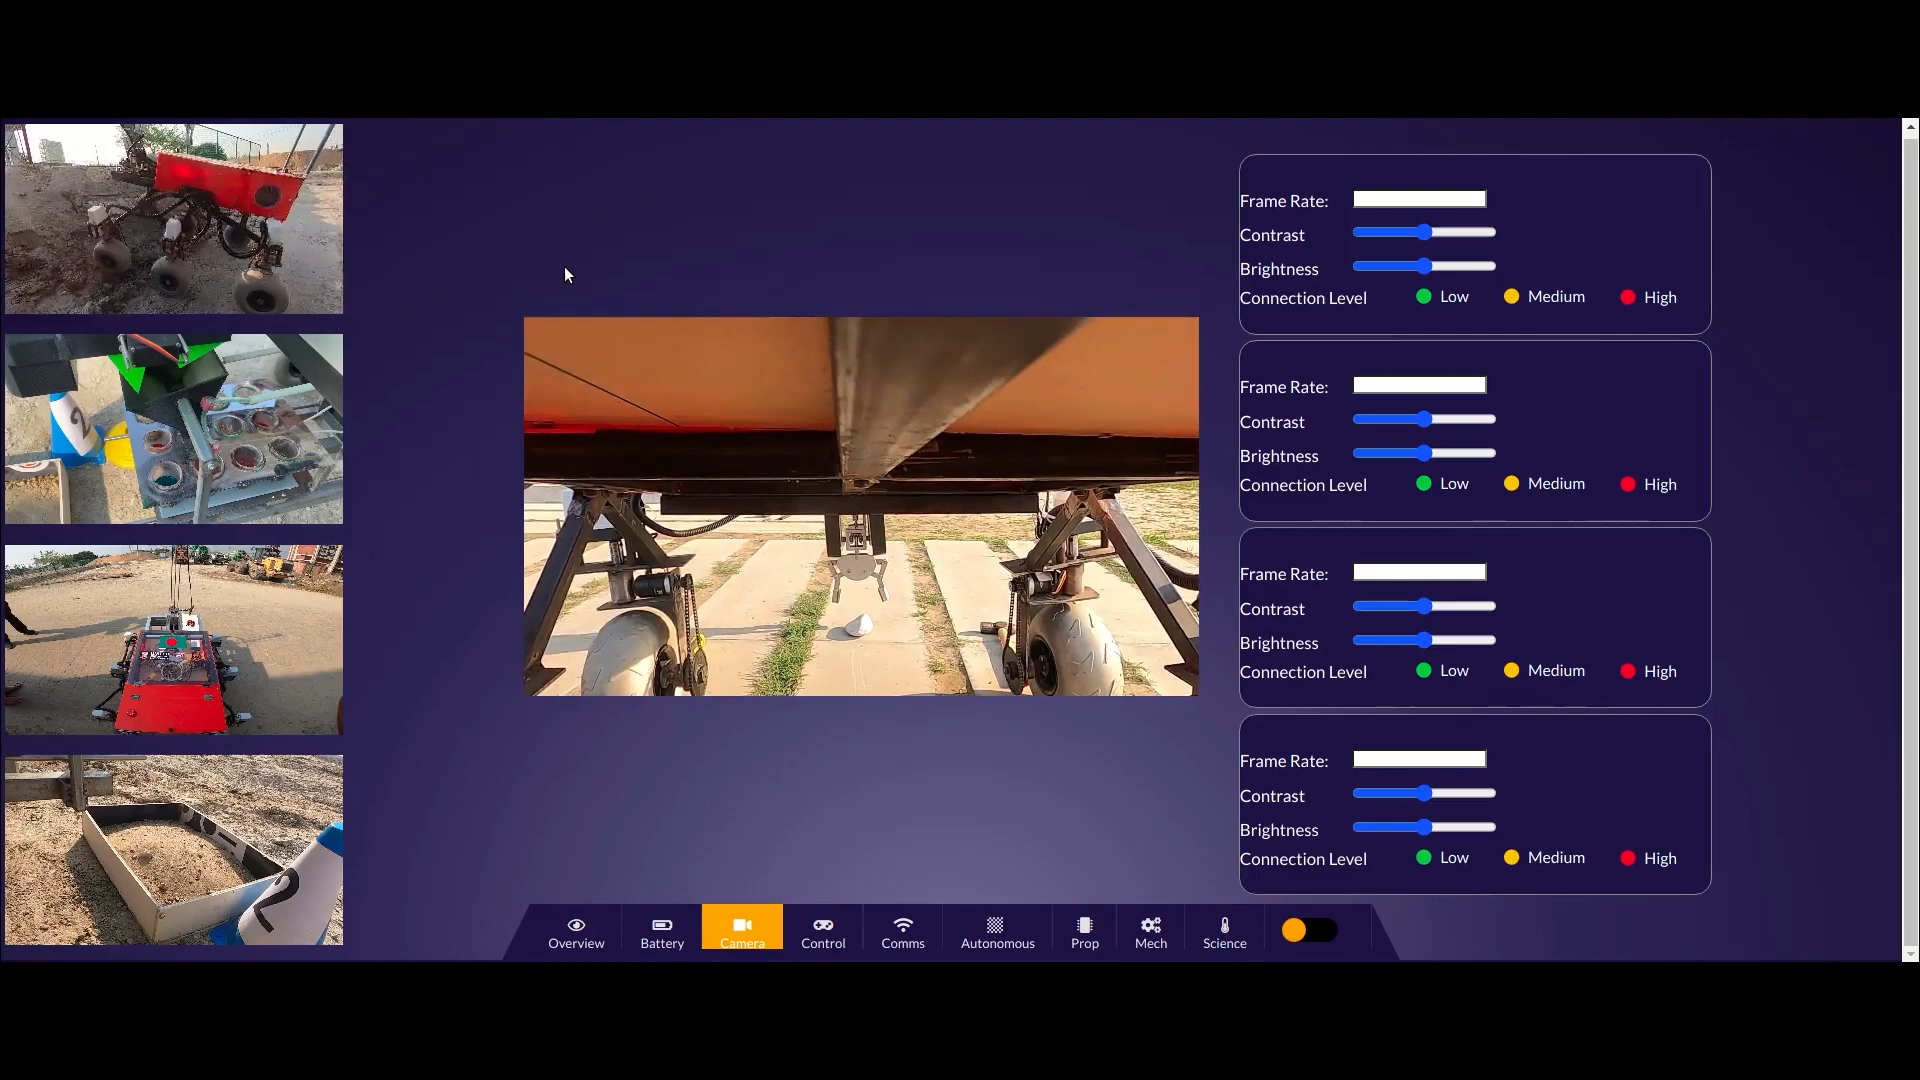 2
2
Frame Rate:
Contrast
Brightness
Connection Level Low Medium High
Frame Rate:
Contrast
Brightness
Connection Level Low Medium High
Frame Rate:
Contrast
Brightness
Connection Level Low Medium High
Frame Rate:
Contrast
Brightness
Connection Level Low Medium High
Overview Battery Camera Control Comms Autonomous Prop Mech Science